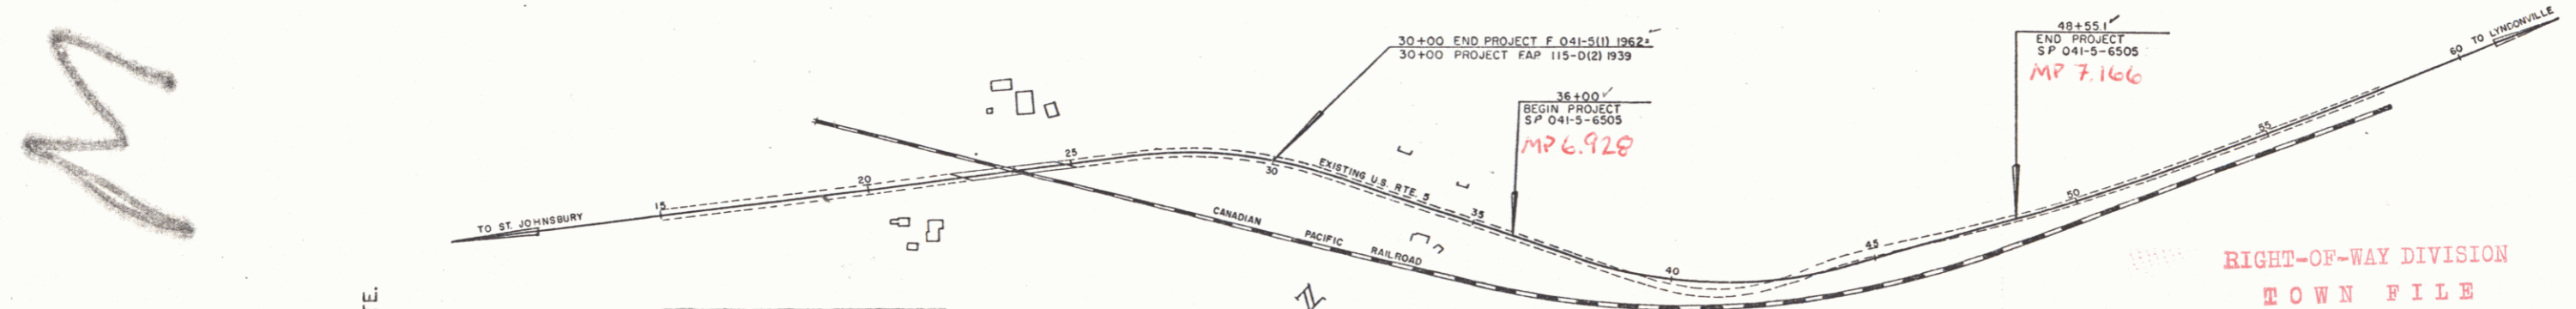 30+00 END PROJECT F 041-5(1) 1962=
30+00 PROJECT F.A.P. 115-D(2) 1939
36+00
BEGIN PROJECT
SP 041-5-6505
MP 6.928
48+55.1
END PROJECT
SP 041-5-6505
MP 7.166
60 TO LYNDONVILLE
TO ST. JOHNSBURY
15
20
25
30
EXISTING U.S. RTE. 5
35
40
45
50
55
CANADIAN PACIFIC RAILROAD
RIGHT-OF-WAY DIVISION
TOWN FILE
E.
N